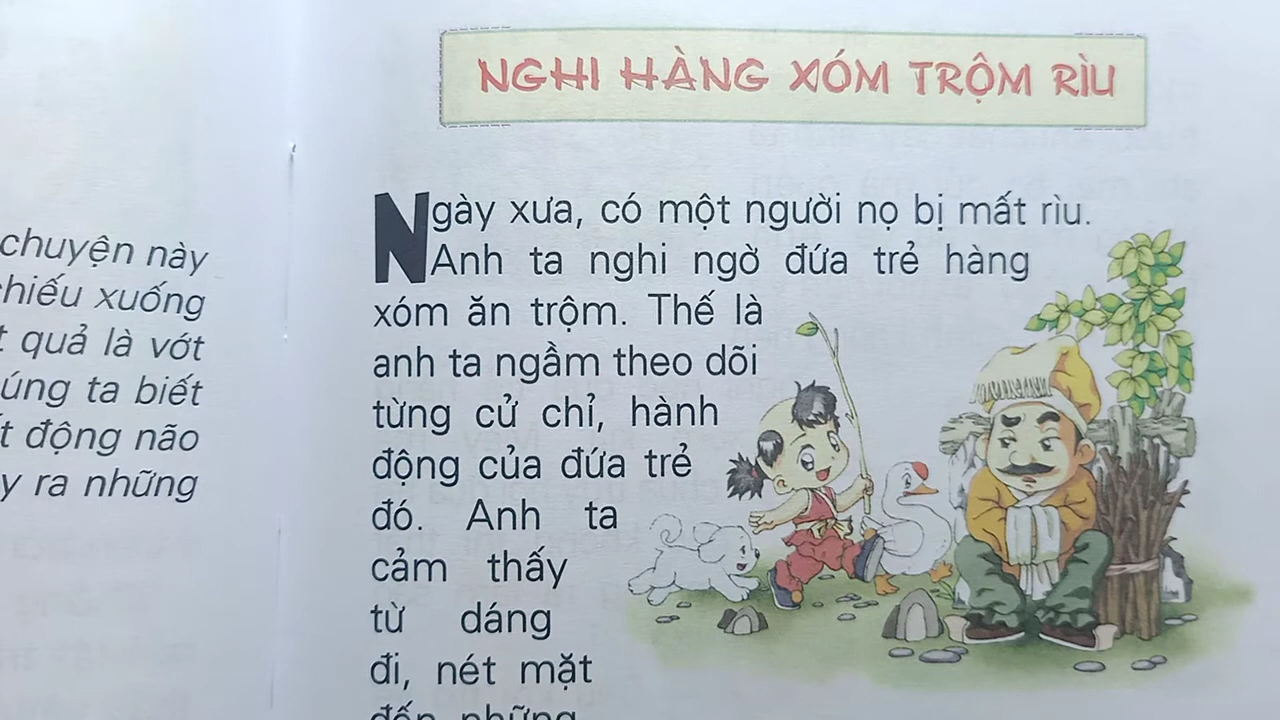 chuyện này
chiếu xuống
quả là vớt
úng ta biết
động não
y ra những
NGHI HÀNG XÓM TRỘM RÌU
Ngày xưa, có một người nọ bị mất rìu.
Anh ta nghi ngờ đứa trẻ hàng
xóm ăn trộm. Thế là
anh ta ngầm theo dõi
từng cử chỉ, hành
động của đứa trẻ
đó. Anh ta
cảm thấy
từ dáng
đi, nét mặt
đến những